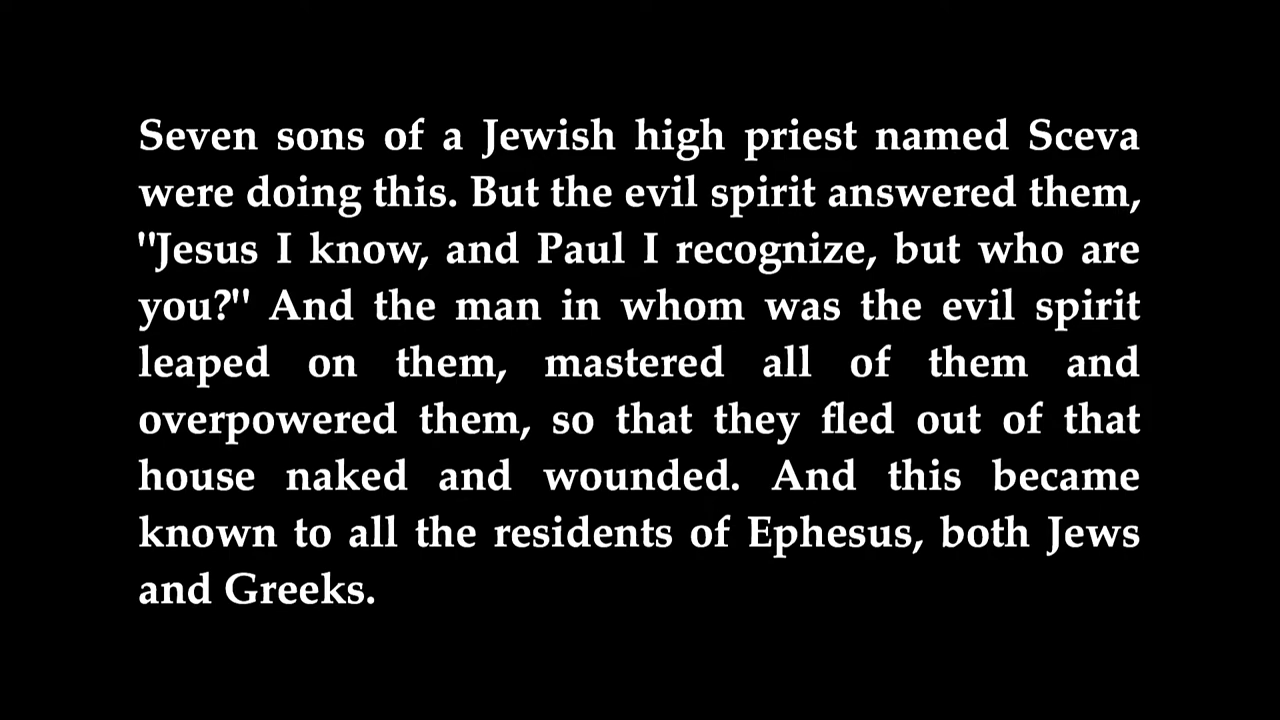 Seven sons of a Jewish high priest named Sceva
were doing this. But the evil spirit answered them,
"Jesus I know, and Paul I recognize, but who are
you?" And the man in whom was the evil spirit
leaped on them, mastered all of them and
overpowered them, so that they fled out of that
house naked and wounded. And this became
known to all the residents of Ephesus, both Jews
and Greeks.